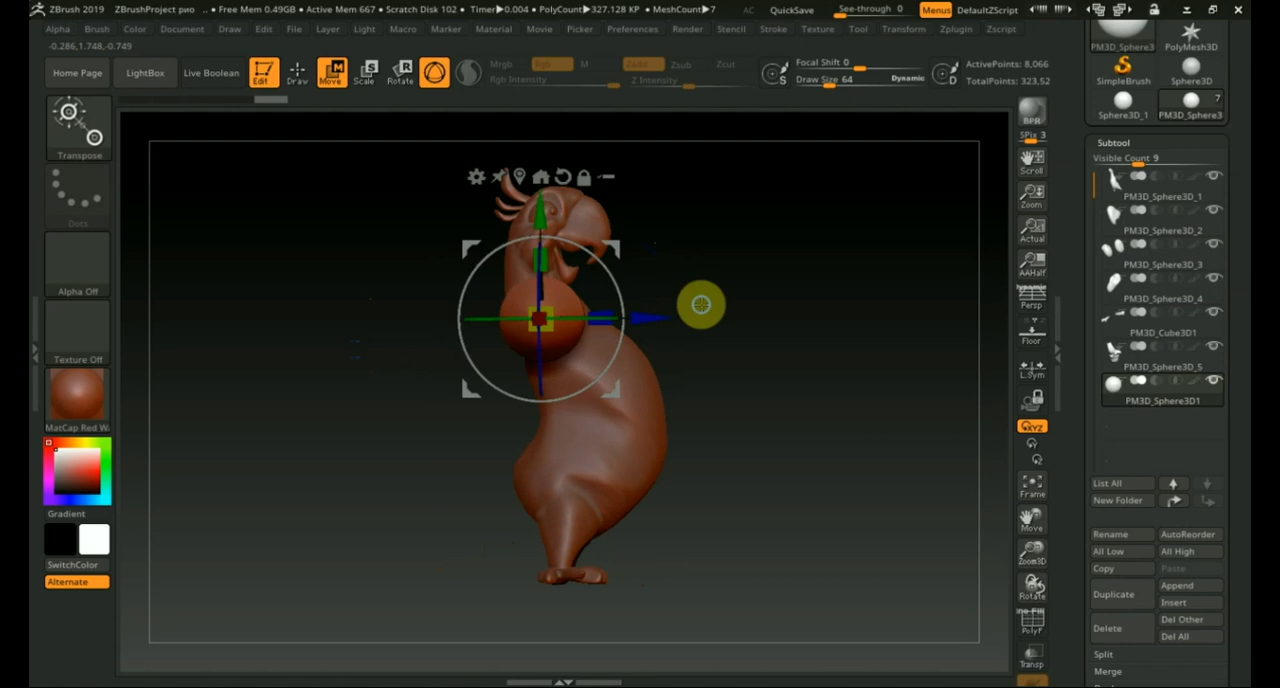 ZBrush 2019 ZBrushProject рио .. • Free Mem 0.49GB • Active Mem 667 • Scratch Disk 102 • Timer▶0.004 • PolyCount▶327.128 KP • MeshCount▶7 AC QuickSave See-through 0 Menus DefaultZScript
Alpha Brush Color Document Draw Edit File Layer Light Macro Marker Material Movie Picker Preferences Render Stencil Stroke Texture Tool Transform Zplugin Zscript
-0.286,1.748,-0.749
Home Page LightBox Live Boolean Edit Draw Move Scale Rotate
Mrgb Rgb M Zadd Zsub Zcut
Rgb Intensity Z Intensity
Focal Shift 0
Draw Size 64 Dynamic
S D
ActivePoints: 8,066
TotalPoints: 323,52
PM3D_Sphere3 PolyMesh3D
SimpleBrush Sphere3D
7
Sphere3D_1 PM3D_Sphere3
Transpose
Dots
Alpha Off
Texture Off
MatCap Red W
Gradient
SwitchColor
Alternate
BPR
SPix 3
Scroll
Zoom
Actual
AAHalf
Dynamic
Persp
Floor
L.Sym
XYZ
Frame
Move
Zoom3D
Rotate
PolyF
Transp
Subtool
Visible Count 9
PM3D_Sphere3D_1
PM3D_Sphere3D_2
PM3D_Sphere3D_3
PM3D_Sphere3D_4
PM3D_Cube3D1
PM3D_Sphere3D_5
PM3D_Sphere3D1
List All
New Folder
Rename AutoReorder
All Low All High
Copy Paste
Duplicate Append
Insert
Delete Del Other
Del All
Split
Merge